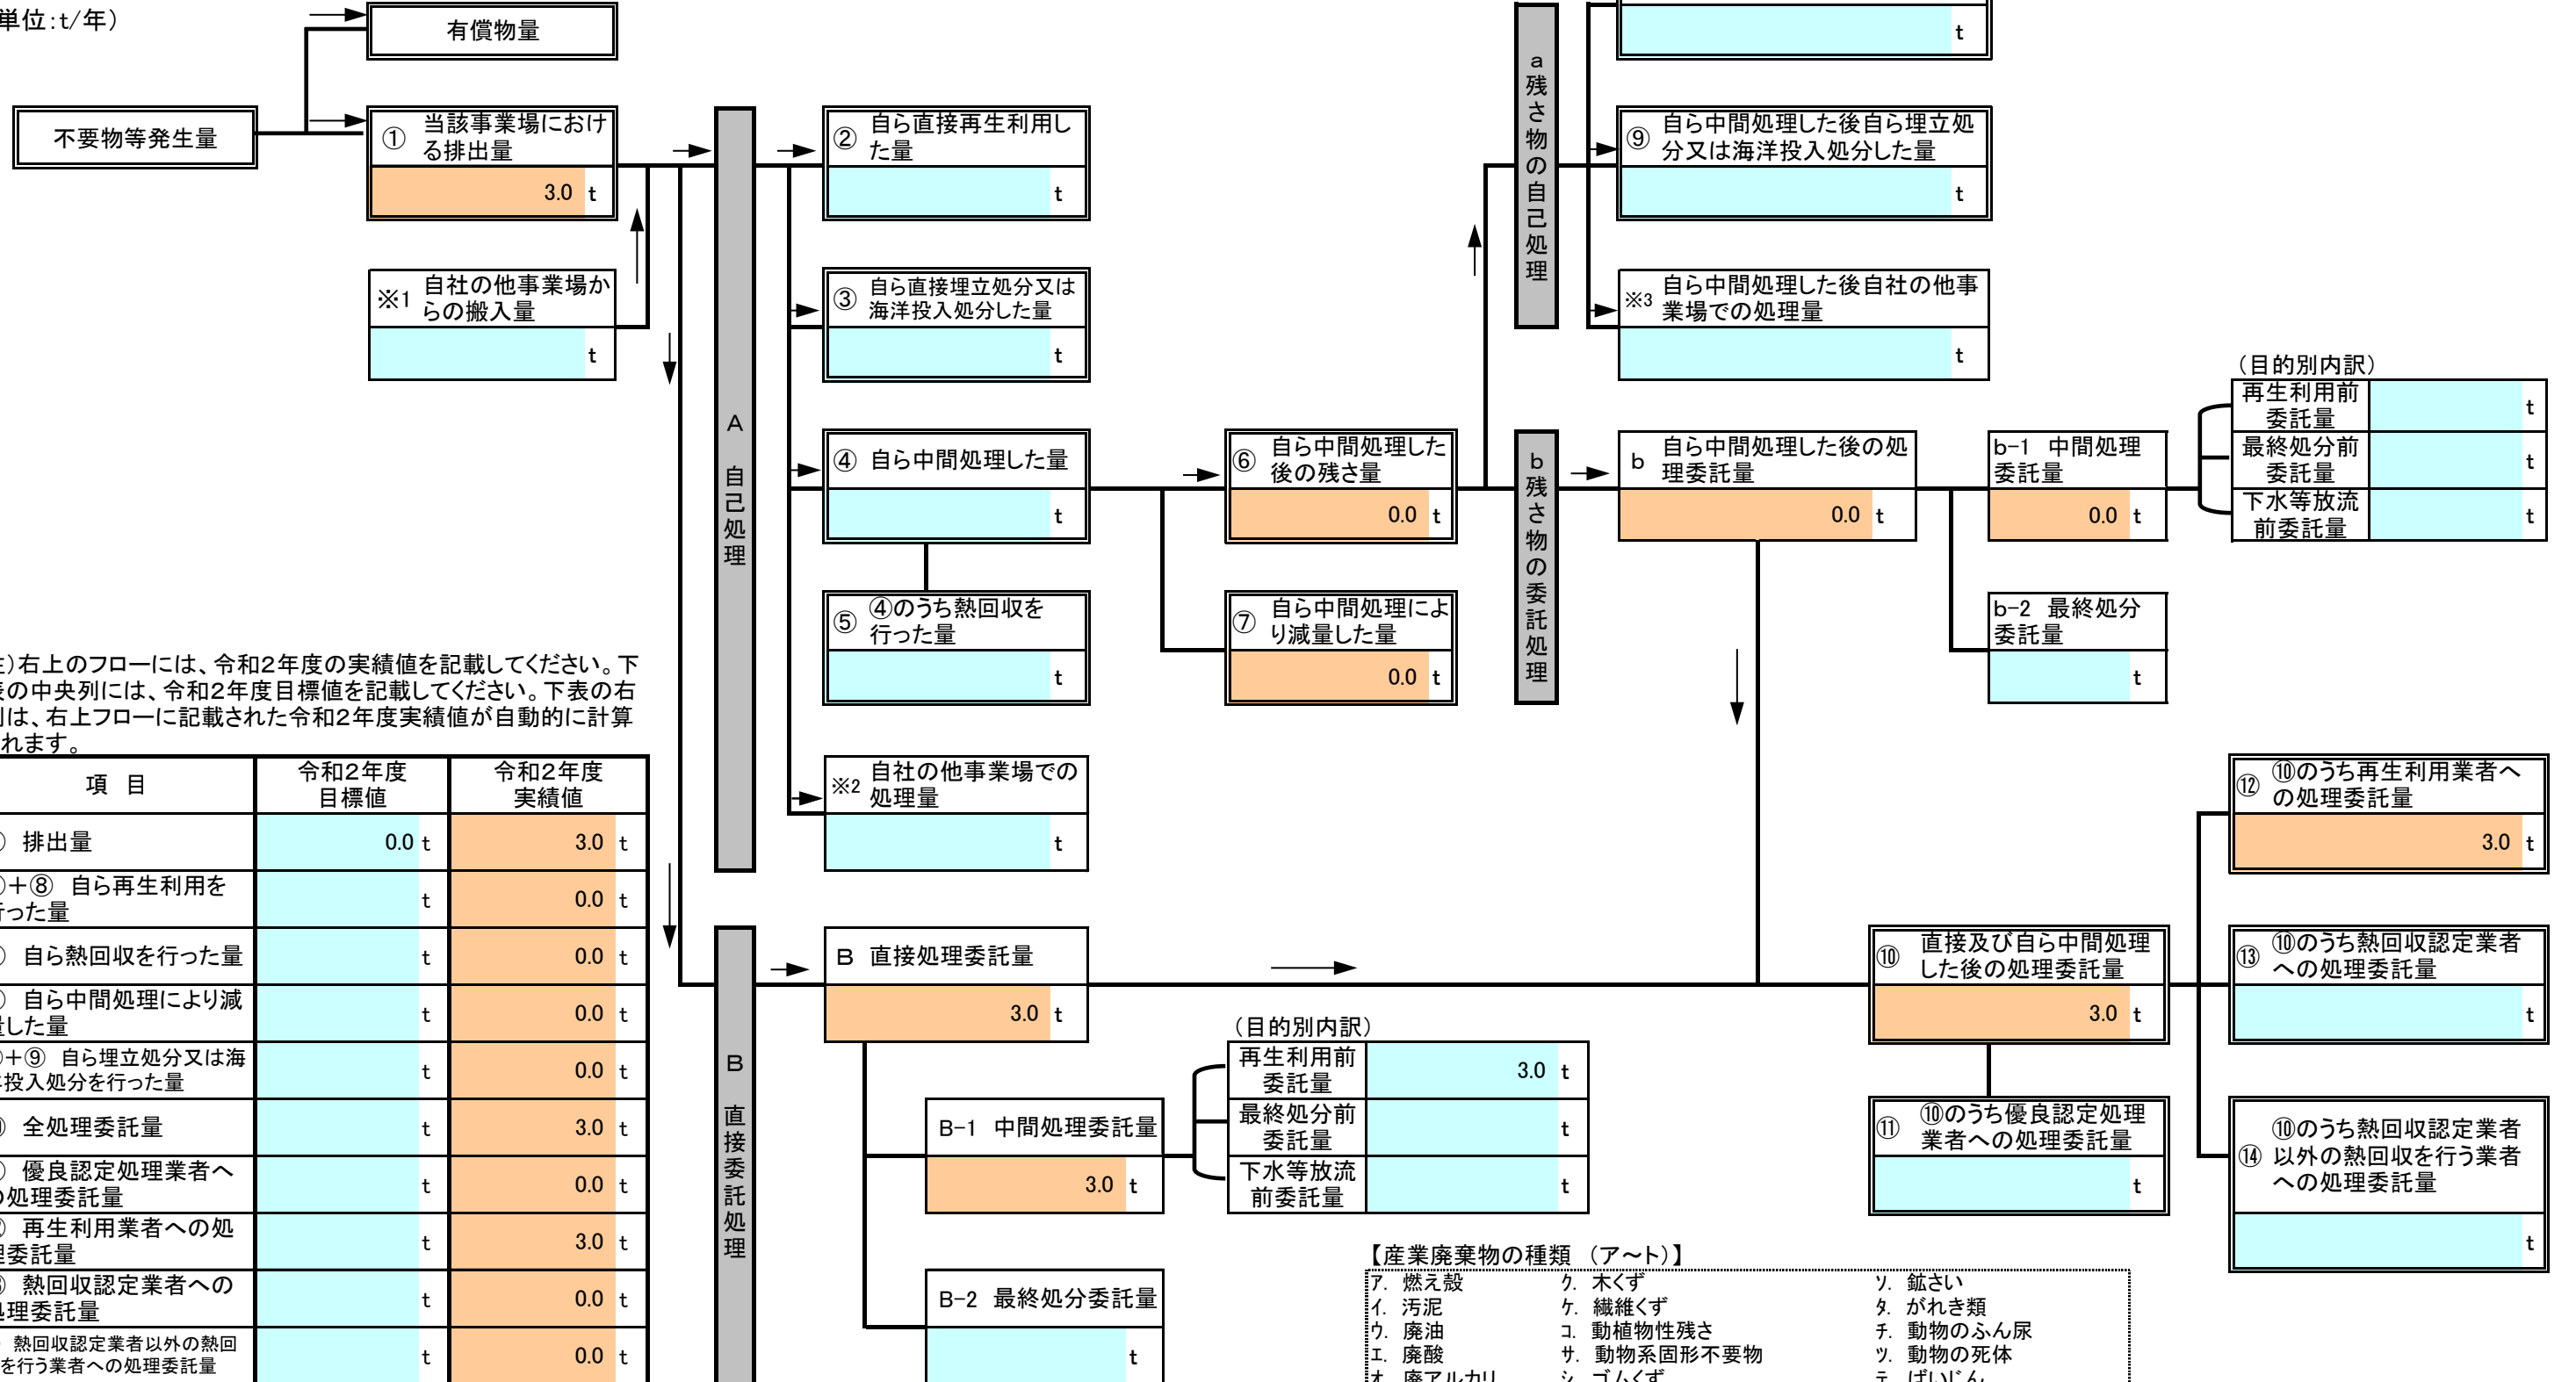 単位:t/年)
有償物量
不要物等発生量
① 当該事業場におけ
る排出量
3.0 t
※1 自社の他事業場か
らの搬入量
t
A 自己処理
② 自ら直接再生利用し
た量
t
③ 自ら直接埋立処分又は
海洋投入処分した量
t
④ 自ら中間処理した量
t
⑤ ④のうち熱回収を
行った量
t
※2 自社の他事業場での
処理量
t
⑥ 自ら中間処理した
後の残さ量
0.0 t
⑦ 自ら中間処理によ
り減量した量
0.0 t
a 残さ物の自己処理
t
⑨ 自ら中間処理した後自ら埋立処
分又は海洋投入処分した量
t
※3 自ら中間処理した後自社の他事
業場での処理量
t
b 残さ物の委託処理
b 自ら中間処理した後の処
理委託量
0.0 t
b-1 中間処理
委託量
0.0 t
(目的別内訳)
再生利用前
委託量
t
最終処分前
委託量
t
下水等放流
前委託量
t
b-2 最終処分
委託量
t
)右上のフローには、令和2年度の実績値を記載してください。下
表の中央列には、令和2年度目標値を記載してください。下表の右
列は、右上フローに記載された令和2年度実績値が自動的に計算
れます。
項 目
令和2年度
目標値
令和2年度
実績値
) 排出量
0.0 t
3.0 t
)+⑧ 自ら再生利用を
行った量
t
0.0 t
) 自ら熱回収を行った量
t
0.0 t
) 自ら中間処理により減
量した量
t
0.0 t
)+⑨ 自ら埋立処分又は海
洋投入処分を行った量
t
0.0 t
) 全処理委託量
t
3.0 t
) 優良認定処理業者へ
の処理委託量
t
0.0 t
) 再生利用業者への処
理委託量
t
3.0 t
) 熱回収認定業者への
処理委託量
t
0.0 t
熱回収認定業者以外の熱回
を行う業者への処理委託量
t
0.0 t
B 直接委託処理
B 直接処理委託量
3.0 t
B-1 中間処理委託量
3.0 t
B-2 最終処分委託量
t
(目的別内訳)
再生利用前
委託量
3.0 t
最終処分前
委託量
t
下水等放流
前委託量
t
⑩ 直接及び自ら中間処理
した後の処理委託量
3.0 t
⑪ ⑩のうち優良認定処理
業者への処理委託量
t
⑫ ⑩のうち再生利用業者へ
の処理委託量
3.0 t
⑬ ⑩のうち熱回収認定業者
への処理委託量
t
⑭ ⑩のうち熱回収認定業者
以外の熱回収を行う業者
への処理委託量
t
【産業廃棄物の種類 (ア~ト)】
ア. 燃え殻 ク. 木くず ソ. 鉱さい
イ. 汚泥 ケ. 繊維くず タ. がれき類
ウ. 廃油 コ. 動植物性残さ チ. 動物のふん尿
エ. 廃酸 サ. 動物系固形不要物 ツ. 動物の死体
オ. 廃アルカリ シ. ゴムくず テ. ばいじん